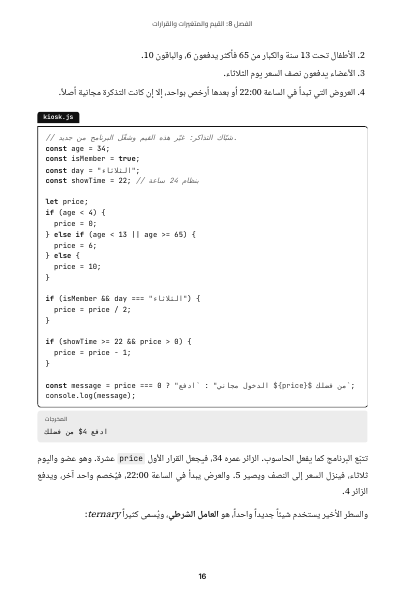 الفصل 8: القيم والمتغيرات والقرارات
2. الأطفال تحت 13 سنة والكبار من 65 فأكثر يدفعون 6، والباقون 10.
3. الأعضاء يدفعون نصف السعر يوم الثلاثاء.
4. العروض التي تبدأ في الساعة 22:00 أو بعدها أرخص بواحد، إلا إن كانت التذكرة مجانية أصلاً.
kiosk.js
// شبّاك التذاكر: غيّر هذه القيم وشغّل البرنامج من جديد.
const age = 34;
const isMember = true;
const day = "الثلاثاء";
const showTime = 22; // بنظام 24 ساعة
let price;
if (age < 4) {
price = 0;
} else if (age < 13 || age >= 65) {
price = 6;
} else {
price = 10;
}
if (isMember && day === "الثلاثاء") {
price = price / 2;
}
if (showTime >= 22 && price > 0) {
price = price - 1;
}
const message = price === 0 ? "الدخول مجاني" : `ادفع $${price} من فضلك`;
console.log(message);
المخرجات
ادفع $4 من فضلك
تتبّع البرنامج كما يفعل الحاسوب. الزائر عمره 34، فيجعل القرار الأول price عشرة. وهو عضو واليوم
ثلاثاء، فينزل السعر إلى النصف ويصير 5. والعرض يبدأ في الساعة 22:00، فيُخصم واحد آخر، ويدفع
الزائر 4.
والسطر الأخير يستخدم شيئاً جديداً واحداً، هو العامل الشرطي، ويُسمى كثيراً ternary:
16